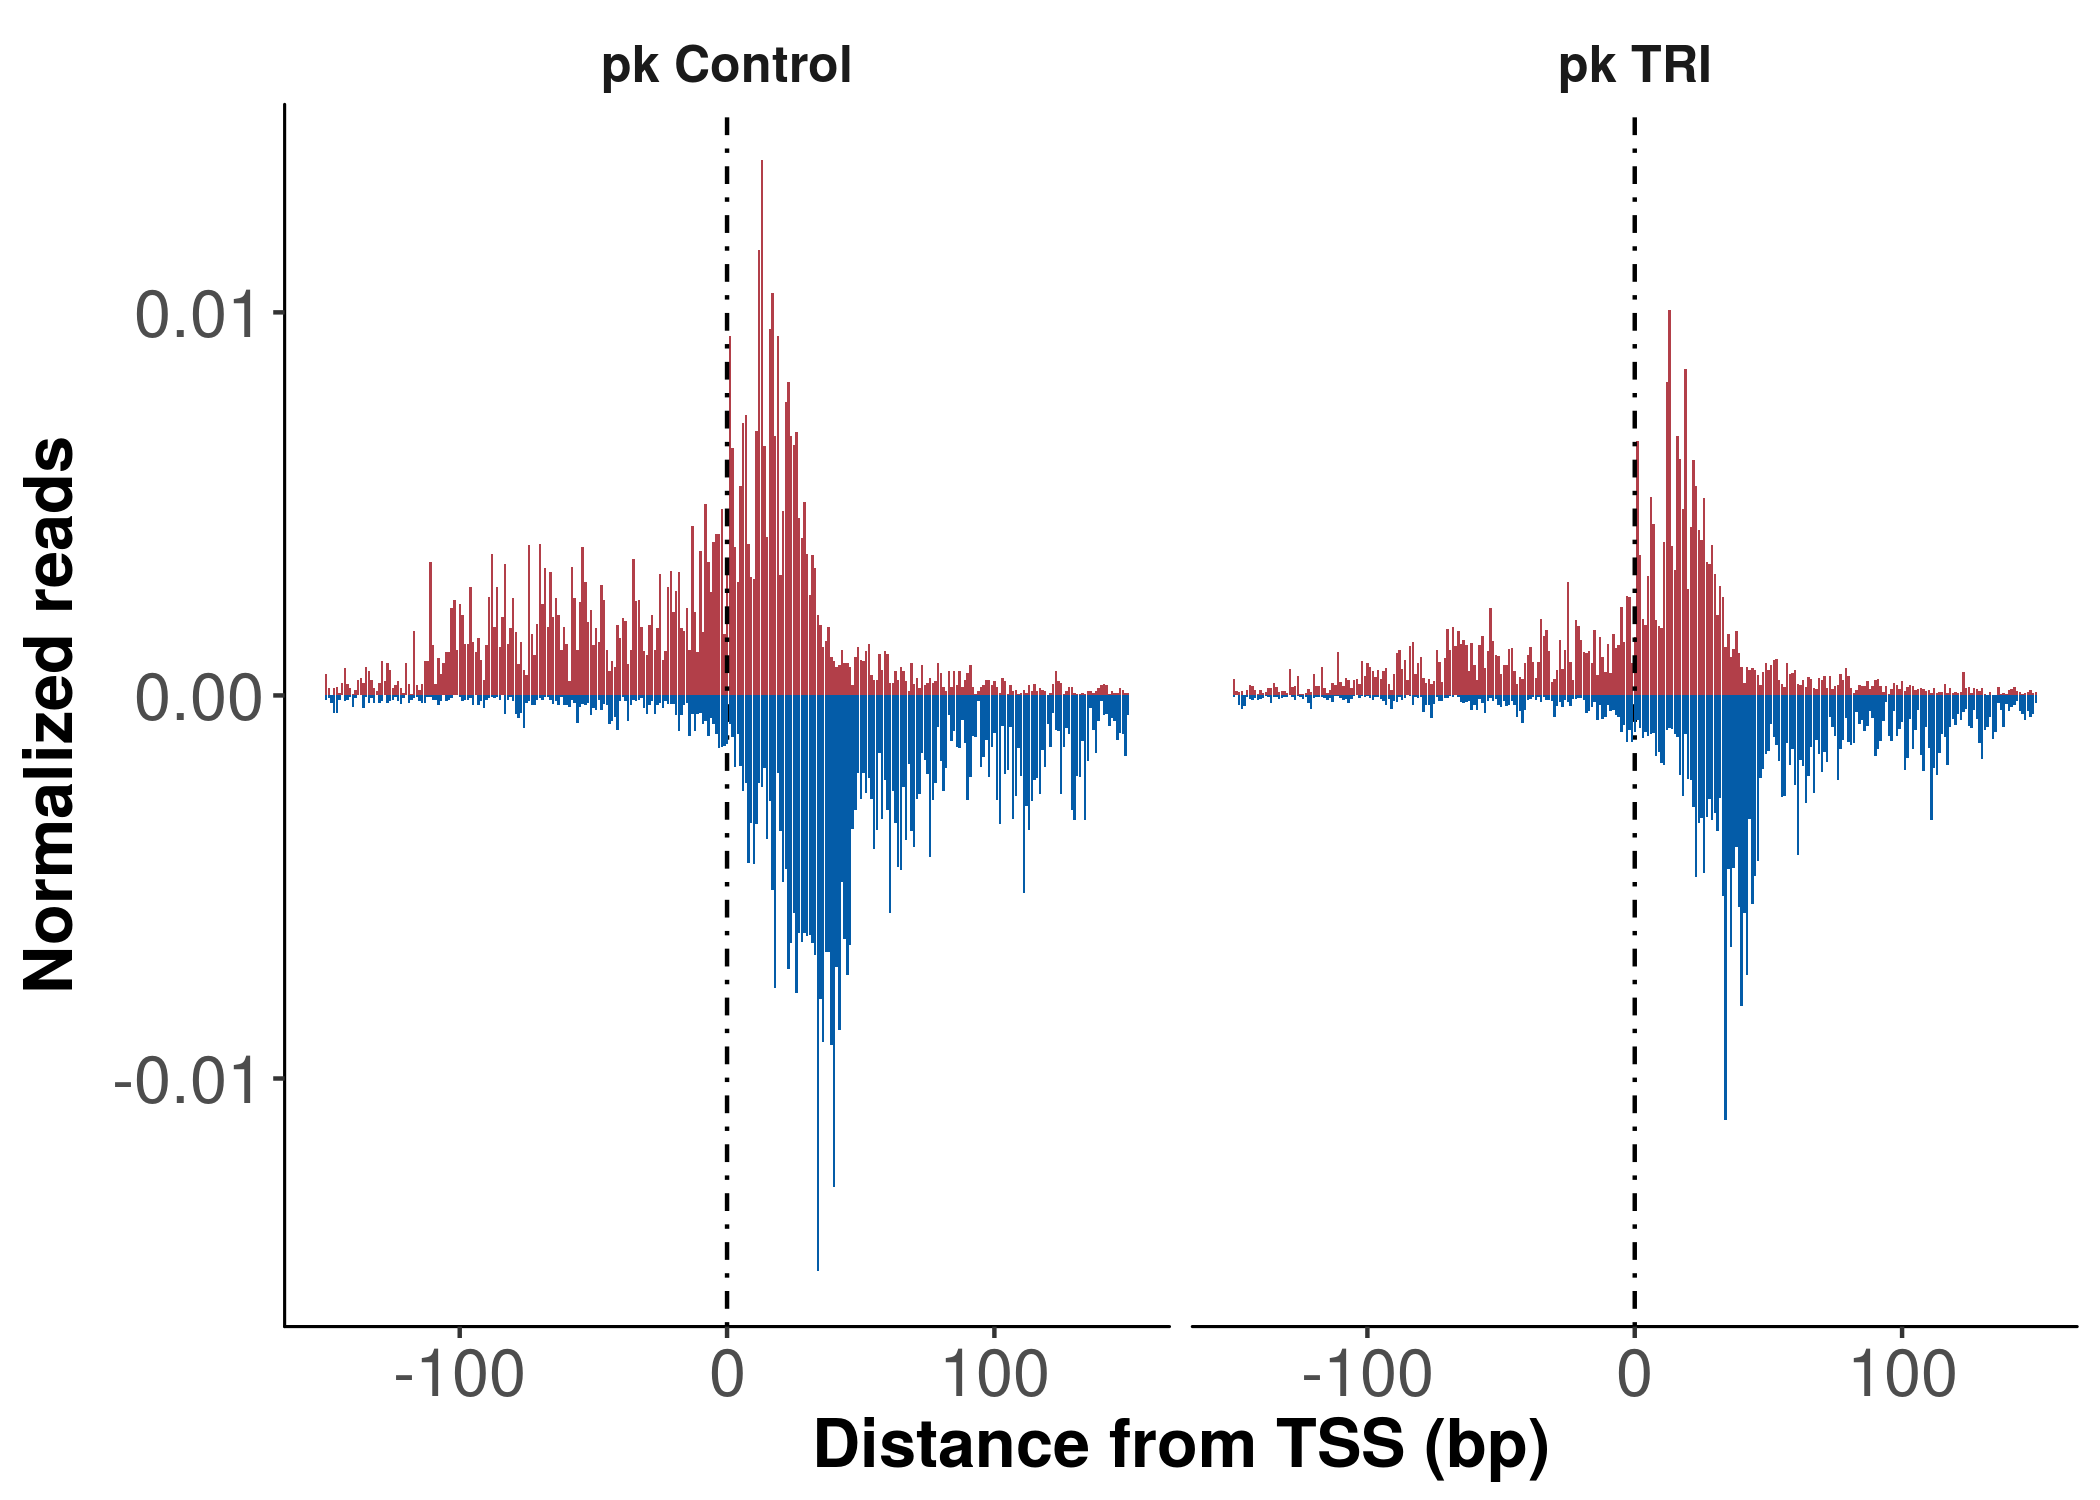 pk Control
pk TRI
Normalized reads
0.01
0.00
-0.01
-100 0 100
-100 0 100
Distance from TSS (bp)